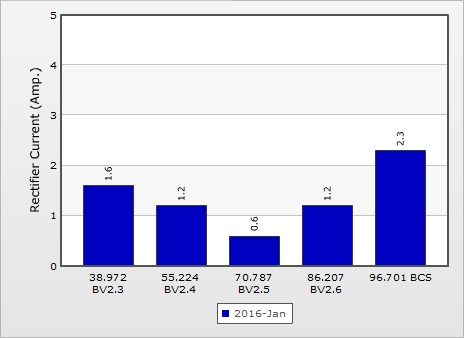 5
4
3
2
1
0
Rectifier Current (Amp.)
1.6
1.2
0.6
1.2
2.3
38.972 55.224 70.787 86.207 96.701 BCS
BV2.3 BV2.4 BV2.5 BV2.6
2016-Jan